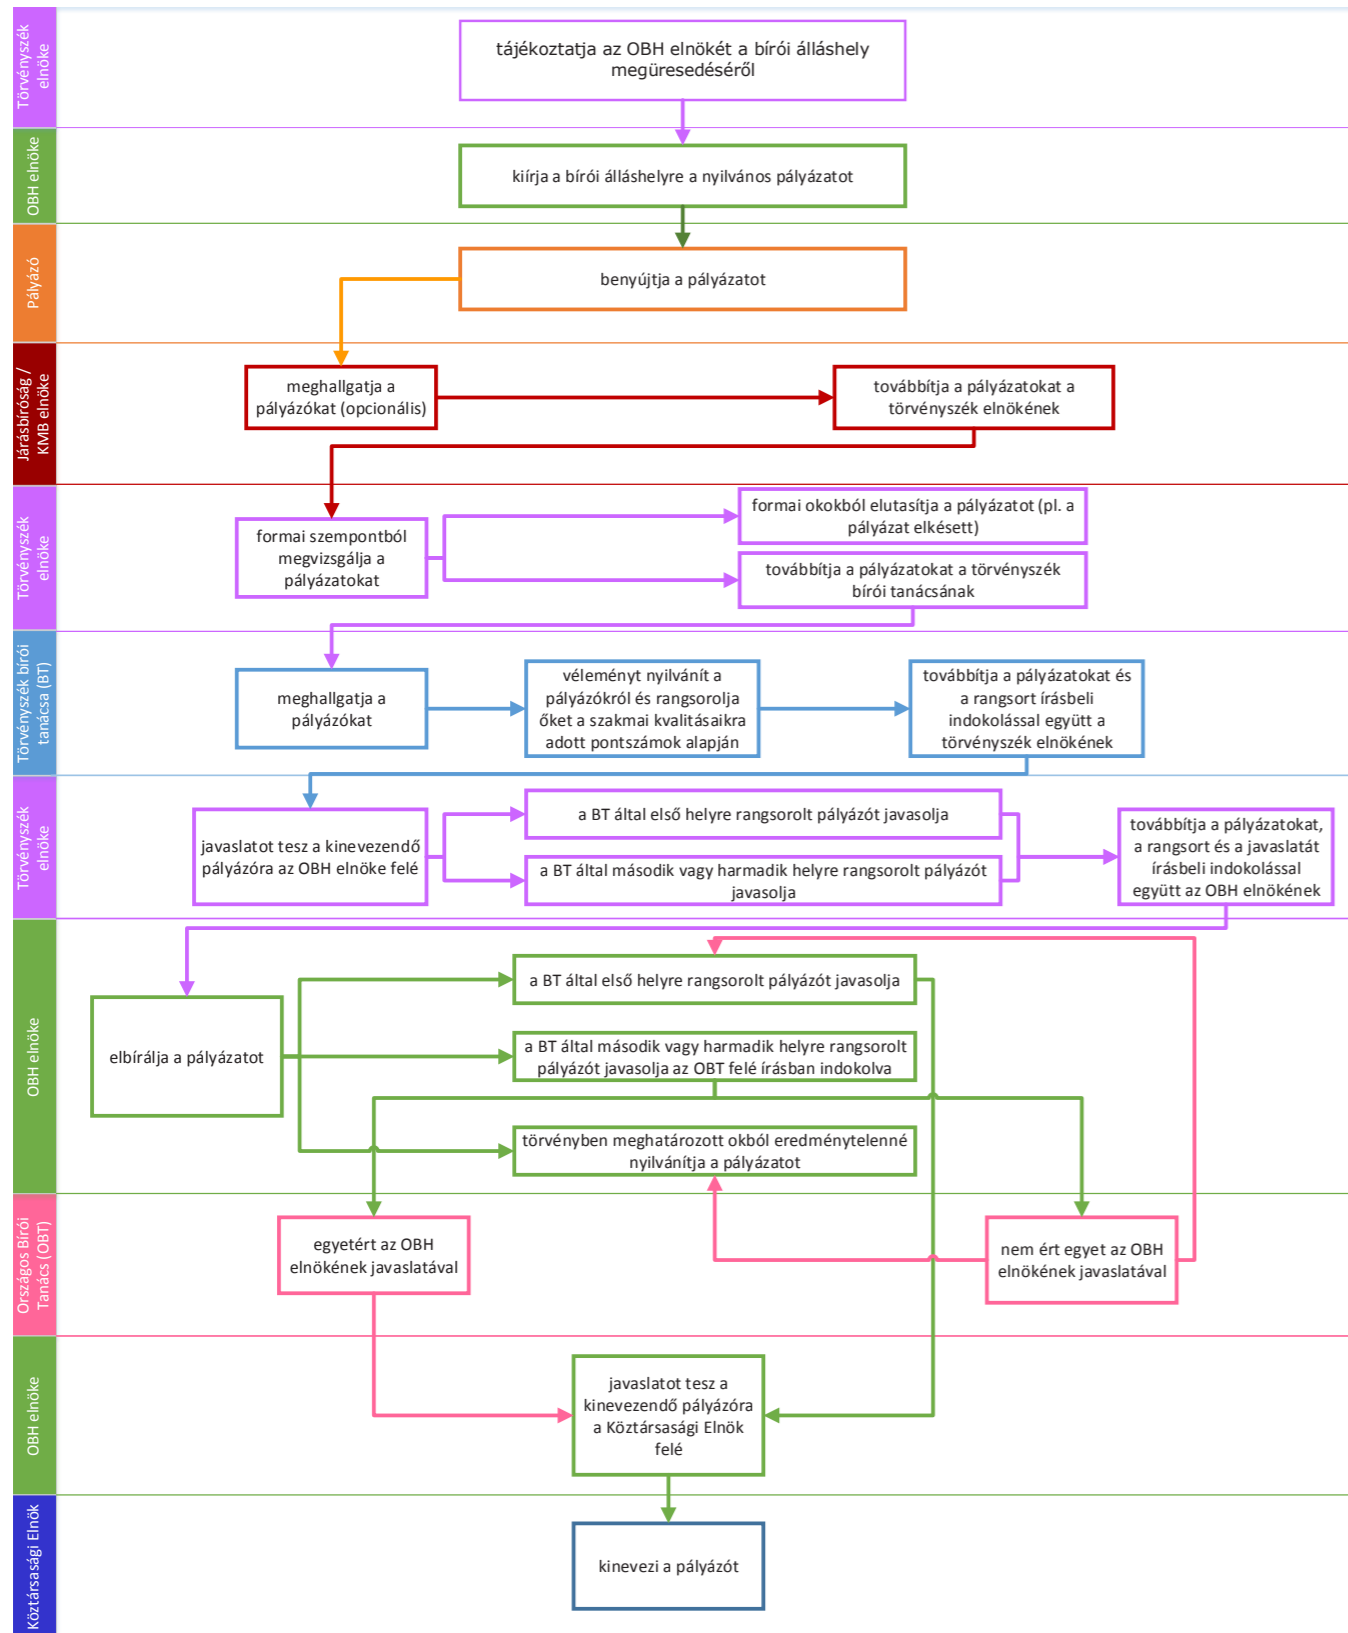 Törvényszék
elnöke
tájékoztatja az OBH elnökét a bírói álláshely
megüresedéséről
OBH elnöke
kiírja a bírói álláshelyre a nyilvános pályázatot
Pályázó
benyújtja a pályázatot
Járásbíróság /
KMB elnöke
meghallgatja a
pályázókat (opcionális)
továbbítja a pályázatokat a
törvényszék elnökének
Törvényszék
elnöke
formai szempontból
megvizsgálja a
pályázatokat
formai okokból elutasítja a pályázatot (pl. a
pályázat elkésett)
továbbítja a pályázatokat a törvényszék
bírói tanácsának
Törvényszék bírói
tanácsa (BT)
meghallgatja a
pályázókat
véleményt nyilvánít a
pályázókról és rangsorolja
őket a szakmai kvalitásaikra
adott pontszámok alapján
továbbítja a pályázatokat és
a rangsort írásbeli
indokolással együtt a
törvényszék elnökének
Törvényszék
elnöke
javaslatot tesz a kinevezendő
pályázóra az OBH elnöke felé
a BT által első helyre rangsorolt pályázót javasolja
a BT által második vagy harmadik helyre rangsorolt pályázót
javasolja
továbbítja a pályázatokat,
a rangsort és a javaslatát
írásbeli indokolással
együtt az OBH elnökének
OBH elnöke
elbírálja a pályázatot
a BT által első helyre rangsorolt pályázót javasolja
a BT által második vagy harmadik helyre rangsorolt
pályázót javasolja az OBT felé írásban indokolva
törvényben meghatározott okból eredménytelenné
nyilvánítja a pályázatot
Országos Bírói
Tanács (OBT)
egyetért az OBH
elnökének javaslatával
nem ért egyet az OBH
elnökének javaslatával
OBH elnöke
javaslatot tesz a
kinevezendő pályázóra
a Köztársasági Elnök
felé
Köztársasági Elnök
kinevezi a pályázót